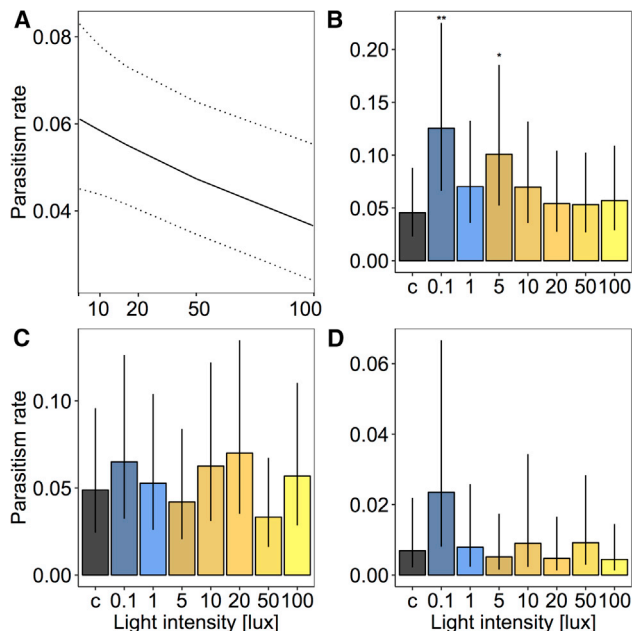 A
Parasitism rate
0.08
0.06
0.04
10 20 50 100
B
0.20
0.15
0.10
0.05
0.00
** *
c 0.1 1 5 10 20 50 100
C
Parasitism rate
0.10
0.05
0.00
c 0.1 1 5 10 20 50 100
Light intensity [lux]
D
0.06
0.04
0.02
0.00
c 0.1 1 5 10 20 50 100
Light intensity [lux]